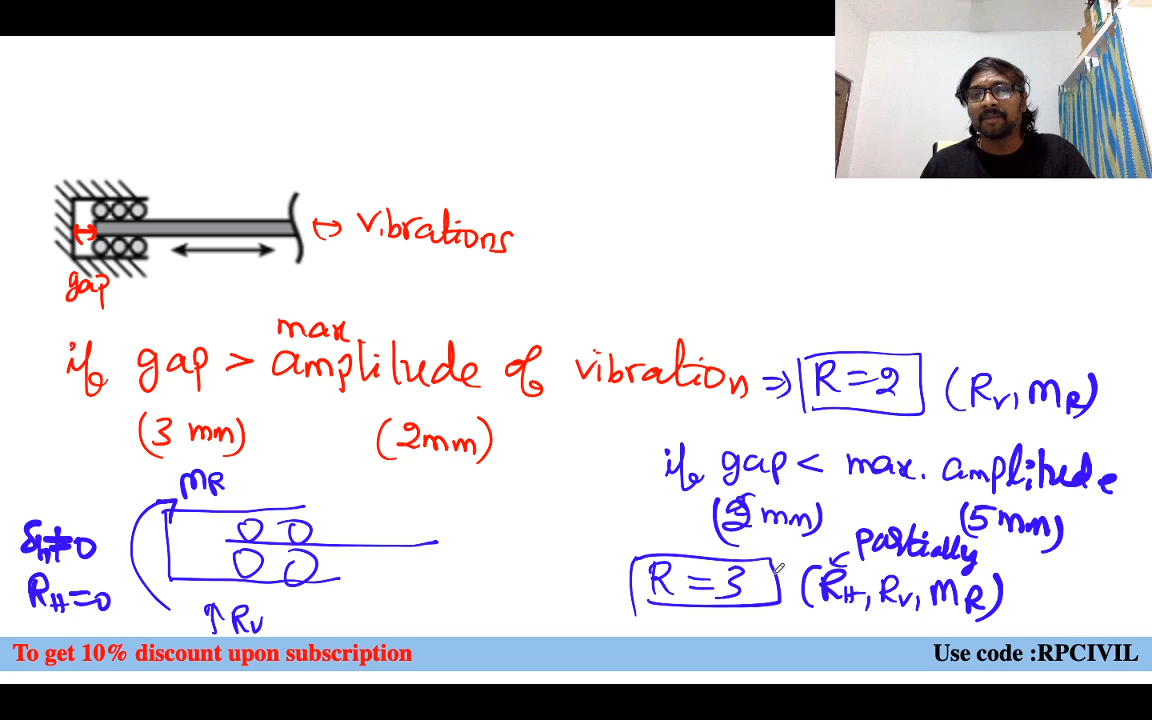 ↔ vibrations
gap
max.
if gap > amplitude of vibration ⇒ R = 2 (Rv, MR)
(3 mm) (2mm)
if gap < max. amplitude
(3 mm) (5mm)
MR
δH ≠ 0
RH = 0
↑ Rv
partially
R = 3 (RH, Rv, MR)
To get 10% discount upon subscription
Use code :RPCIVIL